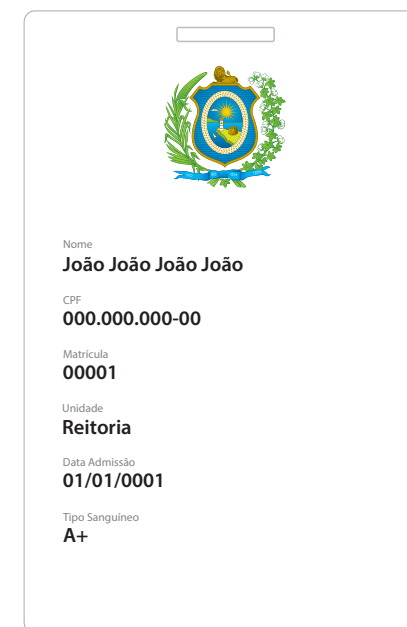 Nome
João João João João
CPF
000.000.000-00
Matrícula
00001
Unidade
Reitoria
Data Admissão
01/01/0001
Tipo Sanguíneo
A+